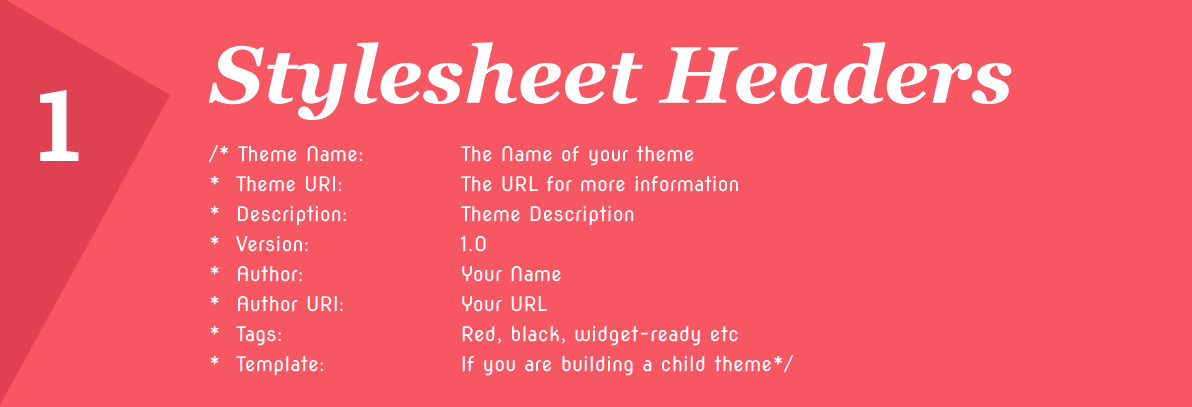 1
Stylesheet Headers
/* Theme Name: The Name of your theme
* Theme URI: The URL for more information
* Description: Theme Description
* Version: 1.0
* Author: Your Name
* Author URI: Your URL
* Tags: Red, black, widget-ready etc
* Template: If you are building a child theme*/